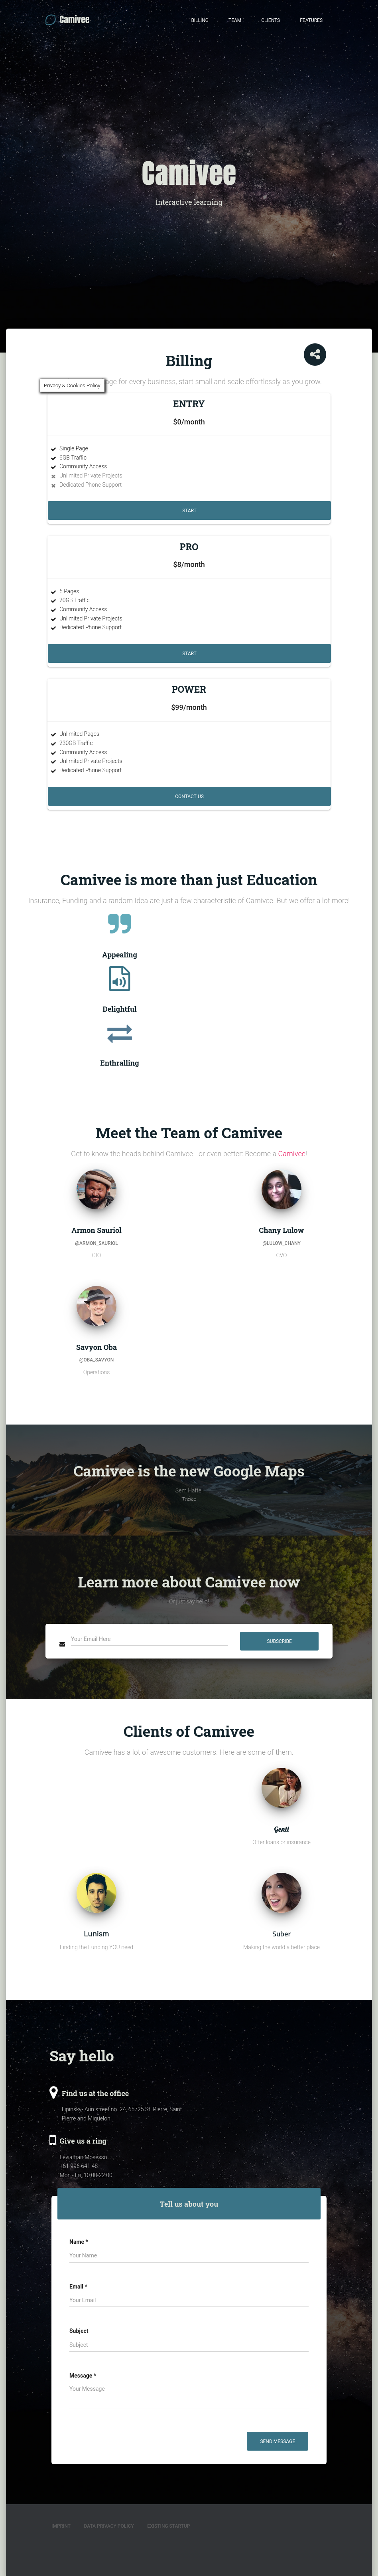 Camivee
BILLING
TEAM
CLIENTS
FEATURES
Camivee
Interactive learning
Billing
Privacy & Cookies Policy
for every business, start small and scale effortlessly as you grow.
ENTRY
$0/month
Single Page
6GB Traffic
Community Access
Unlimited Private Projects
Dedicated Phone Support
START
PRO
$8/month
5 Pages
20GB Traffic
Community Access
Unlimited Private Projects
Dedicated Phone Support
START
POWER
$99/month
Unlimited Pages
230GB Traffic
Community Access
Unlimited Private Projects
Dedicated Phone Support
CONTACT US
Camivee is more than just Education
Insurance, Funding and a random Idea are just a few characteristic of Camivee. But we offer a lot more!
Appealing
Delightful
Enthralling
Meet the Team of Camivee
Get to know the heads behind Camivee - or even better: Become a Camivee!
Armon Sauriol
@ARMON_SAURIOL
CIO
Chany Lulow
@LULOW_CHANY
CVO
Savyon Oba
@OBA_SAVYON
Operations
Camivee is the new Google Maps
Sem Haftel
Treku
Learn more about Camivee now
Or just say hello!
Your Email Here
SUBSCRIBE
Clients of Camivee
Camivee has a lot of awesome customers. Here are some of them
Genil
Offer loans or insurance
Lunism
Finding the Funding YOU need
Suber
Making the world a better place
Say hello
Find us at the office
Lipinsky- Aun street no. 24, 65725 St. Pierre, Saint
Pierre and Miquelon
Give us a ring
Leviathan Mosesso
+61 996 641 48
Mon - Fri, 10:00-22:00
Tell us about you
Name *
Your Name
Email *
Your Email
Subject
Subject
Message *
Your Message
SEND MESSAGE
IMPRINT
DATA PRIVACY POLICY
EXISTING STARTUP